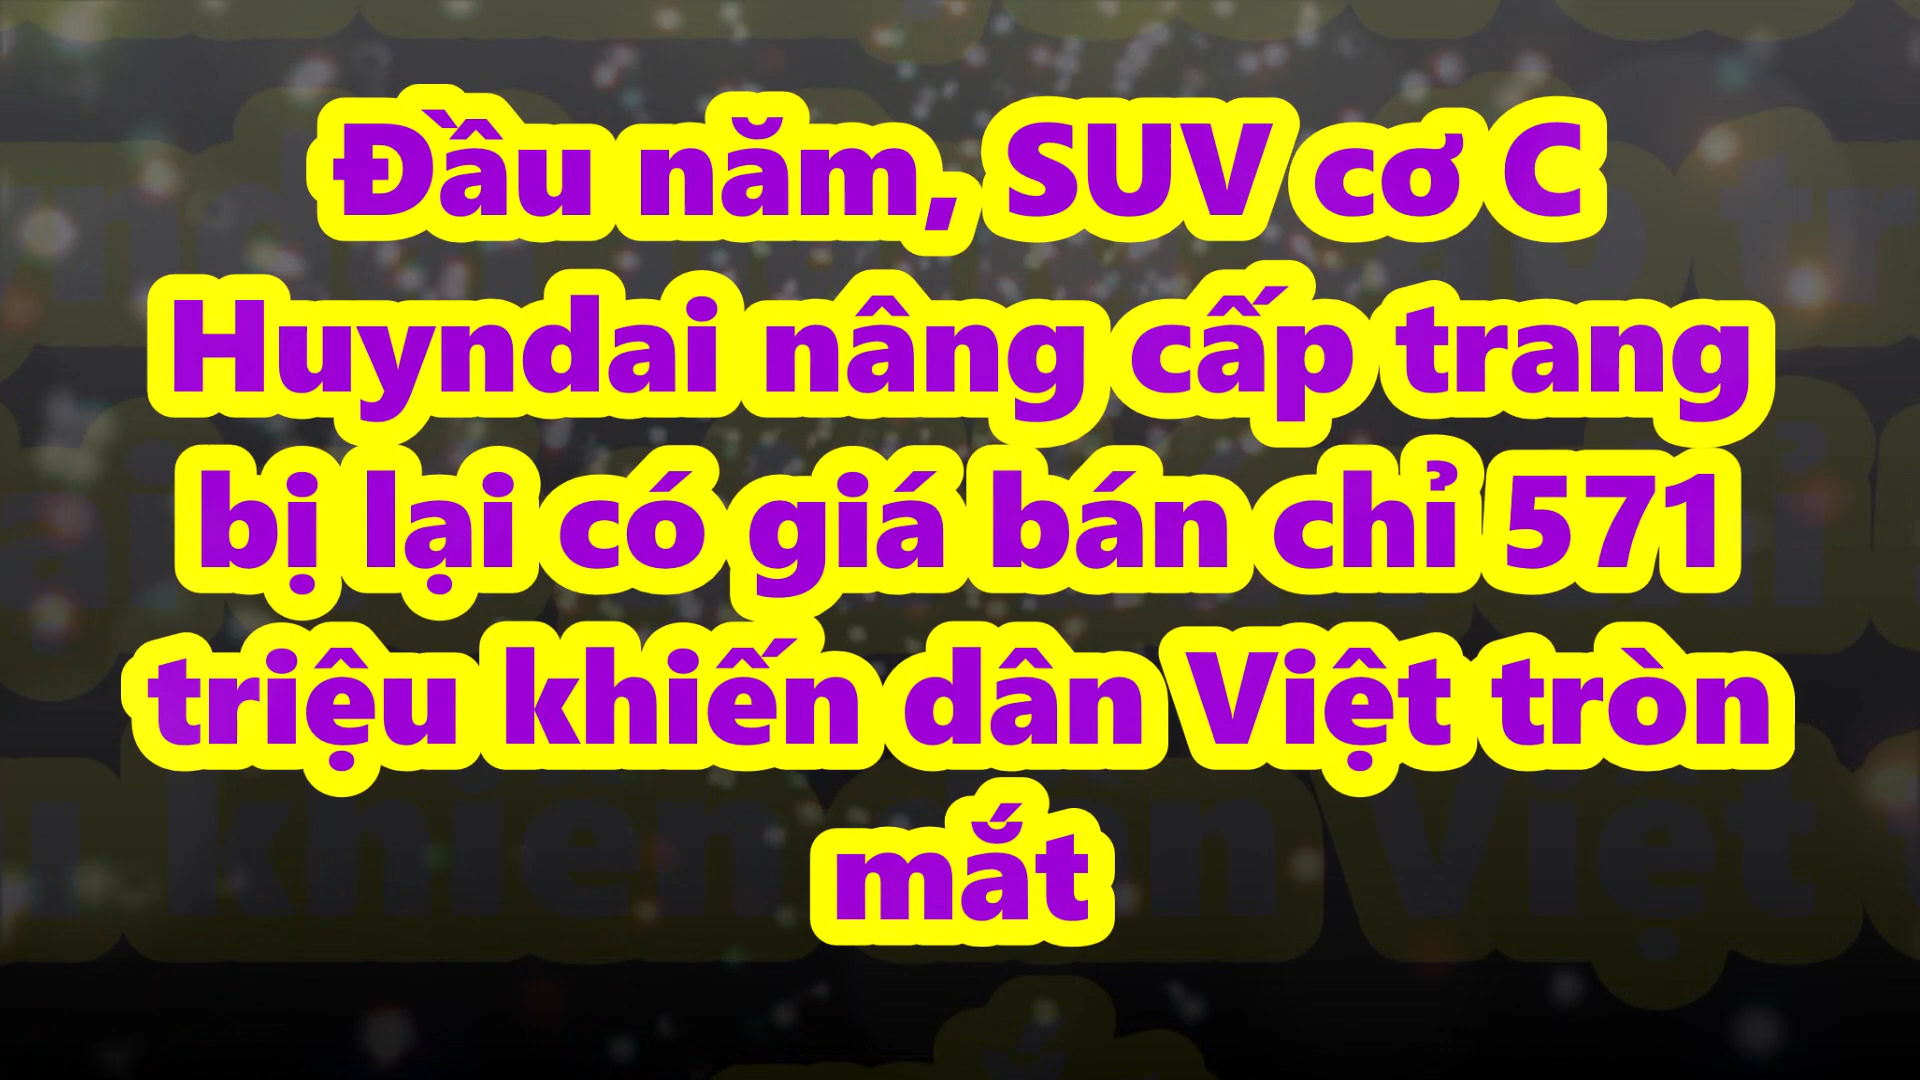 Đầu năm, SUV cơ C
Huyndai nâng cấp trang
bị lại có giá bán chỉ 571
triệu khiến dân Việt tròn
mắt